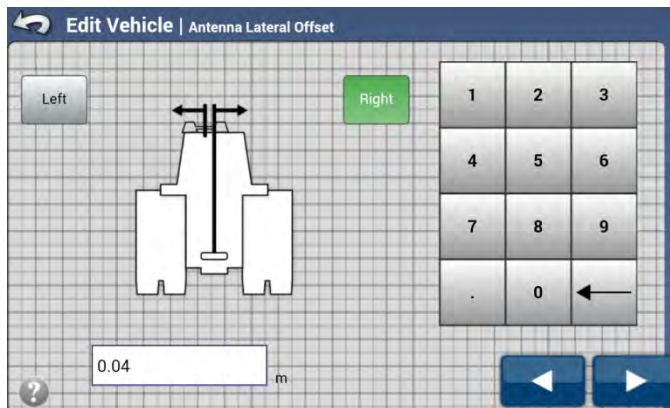 Edit Vehicle | Antenna Lateral Offset
Left
Right
1 2 3
4 5 6
7 8 9
. 0
0.04 m
?